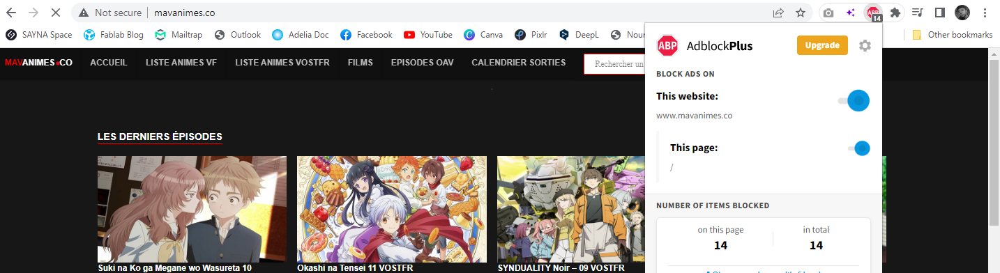 Not secure | mavanimes.co
ABP 14
SAYNA Space Fablab Blog Mailtrap Outlook Adelia Doc Facebook YouTube Canva Pixlr DeepL Other bookmarks
ABP AdblockPlus Upgrade
MAVANIMES CO ACCUEIL LISTE ANIMES VF LISTE ANIMES VOSTFR FILMS EPISODES OAV CALENDRIER SORTIES Rechercher un
BLOCK ADS ON
This website:
www.mavanimes.co
LES DERNIERS ÉPISODES
This page:
/
NUMBER OF ITEMS BLOCKED
on this page in total
14 14
Suki na Ko ga Megane wo Wasureta 10 Okashi na Tensei 11 VOSTFR SYNDUALITY Noir – 09 VOSTFR